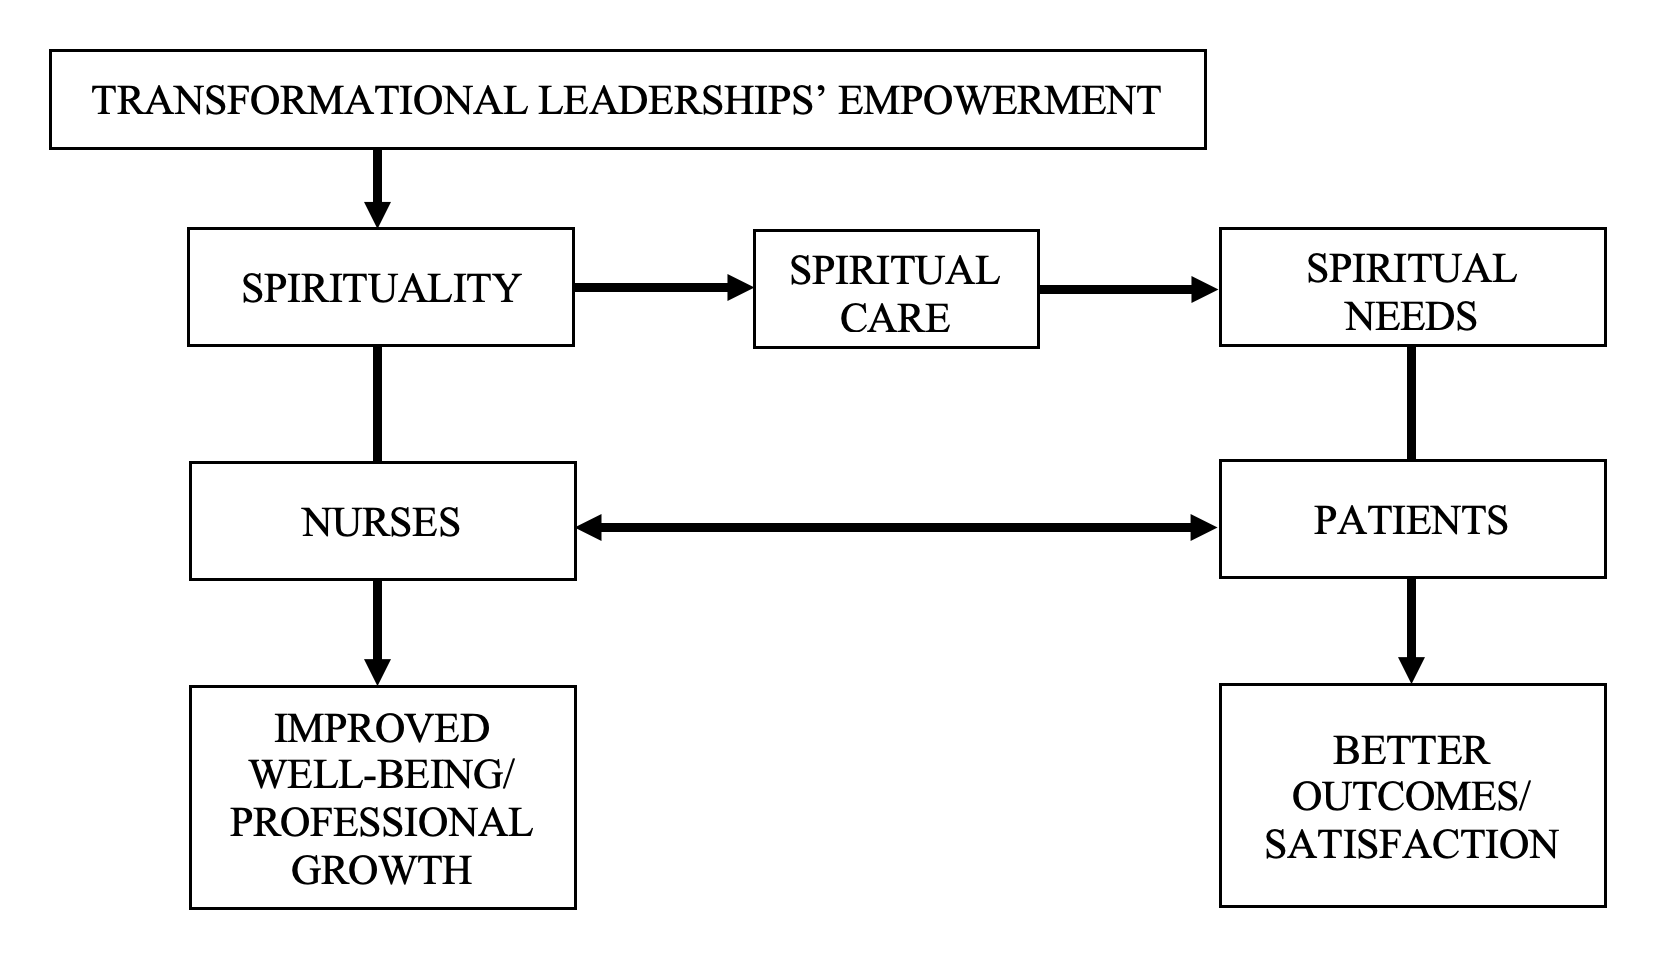 TRANSFORMATIONAL LEADERSHIPS’ EMPOWERMENT
SPIRITUALITY
SPIRITUAL
CARE
SPIRITUAL
NEEDS
NURSES
PATIENTS
IMPROVED
WELL-BEING/
PROFESSIONAL
GROWTH
BETTER
OUTCOMES/
SATISFACTION